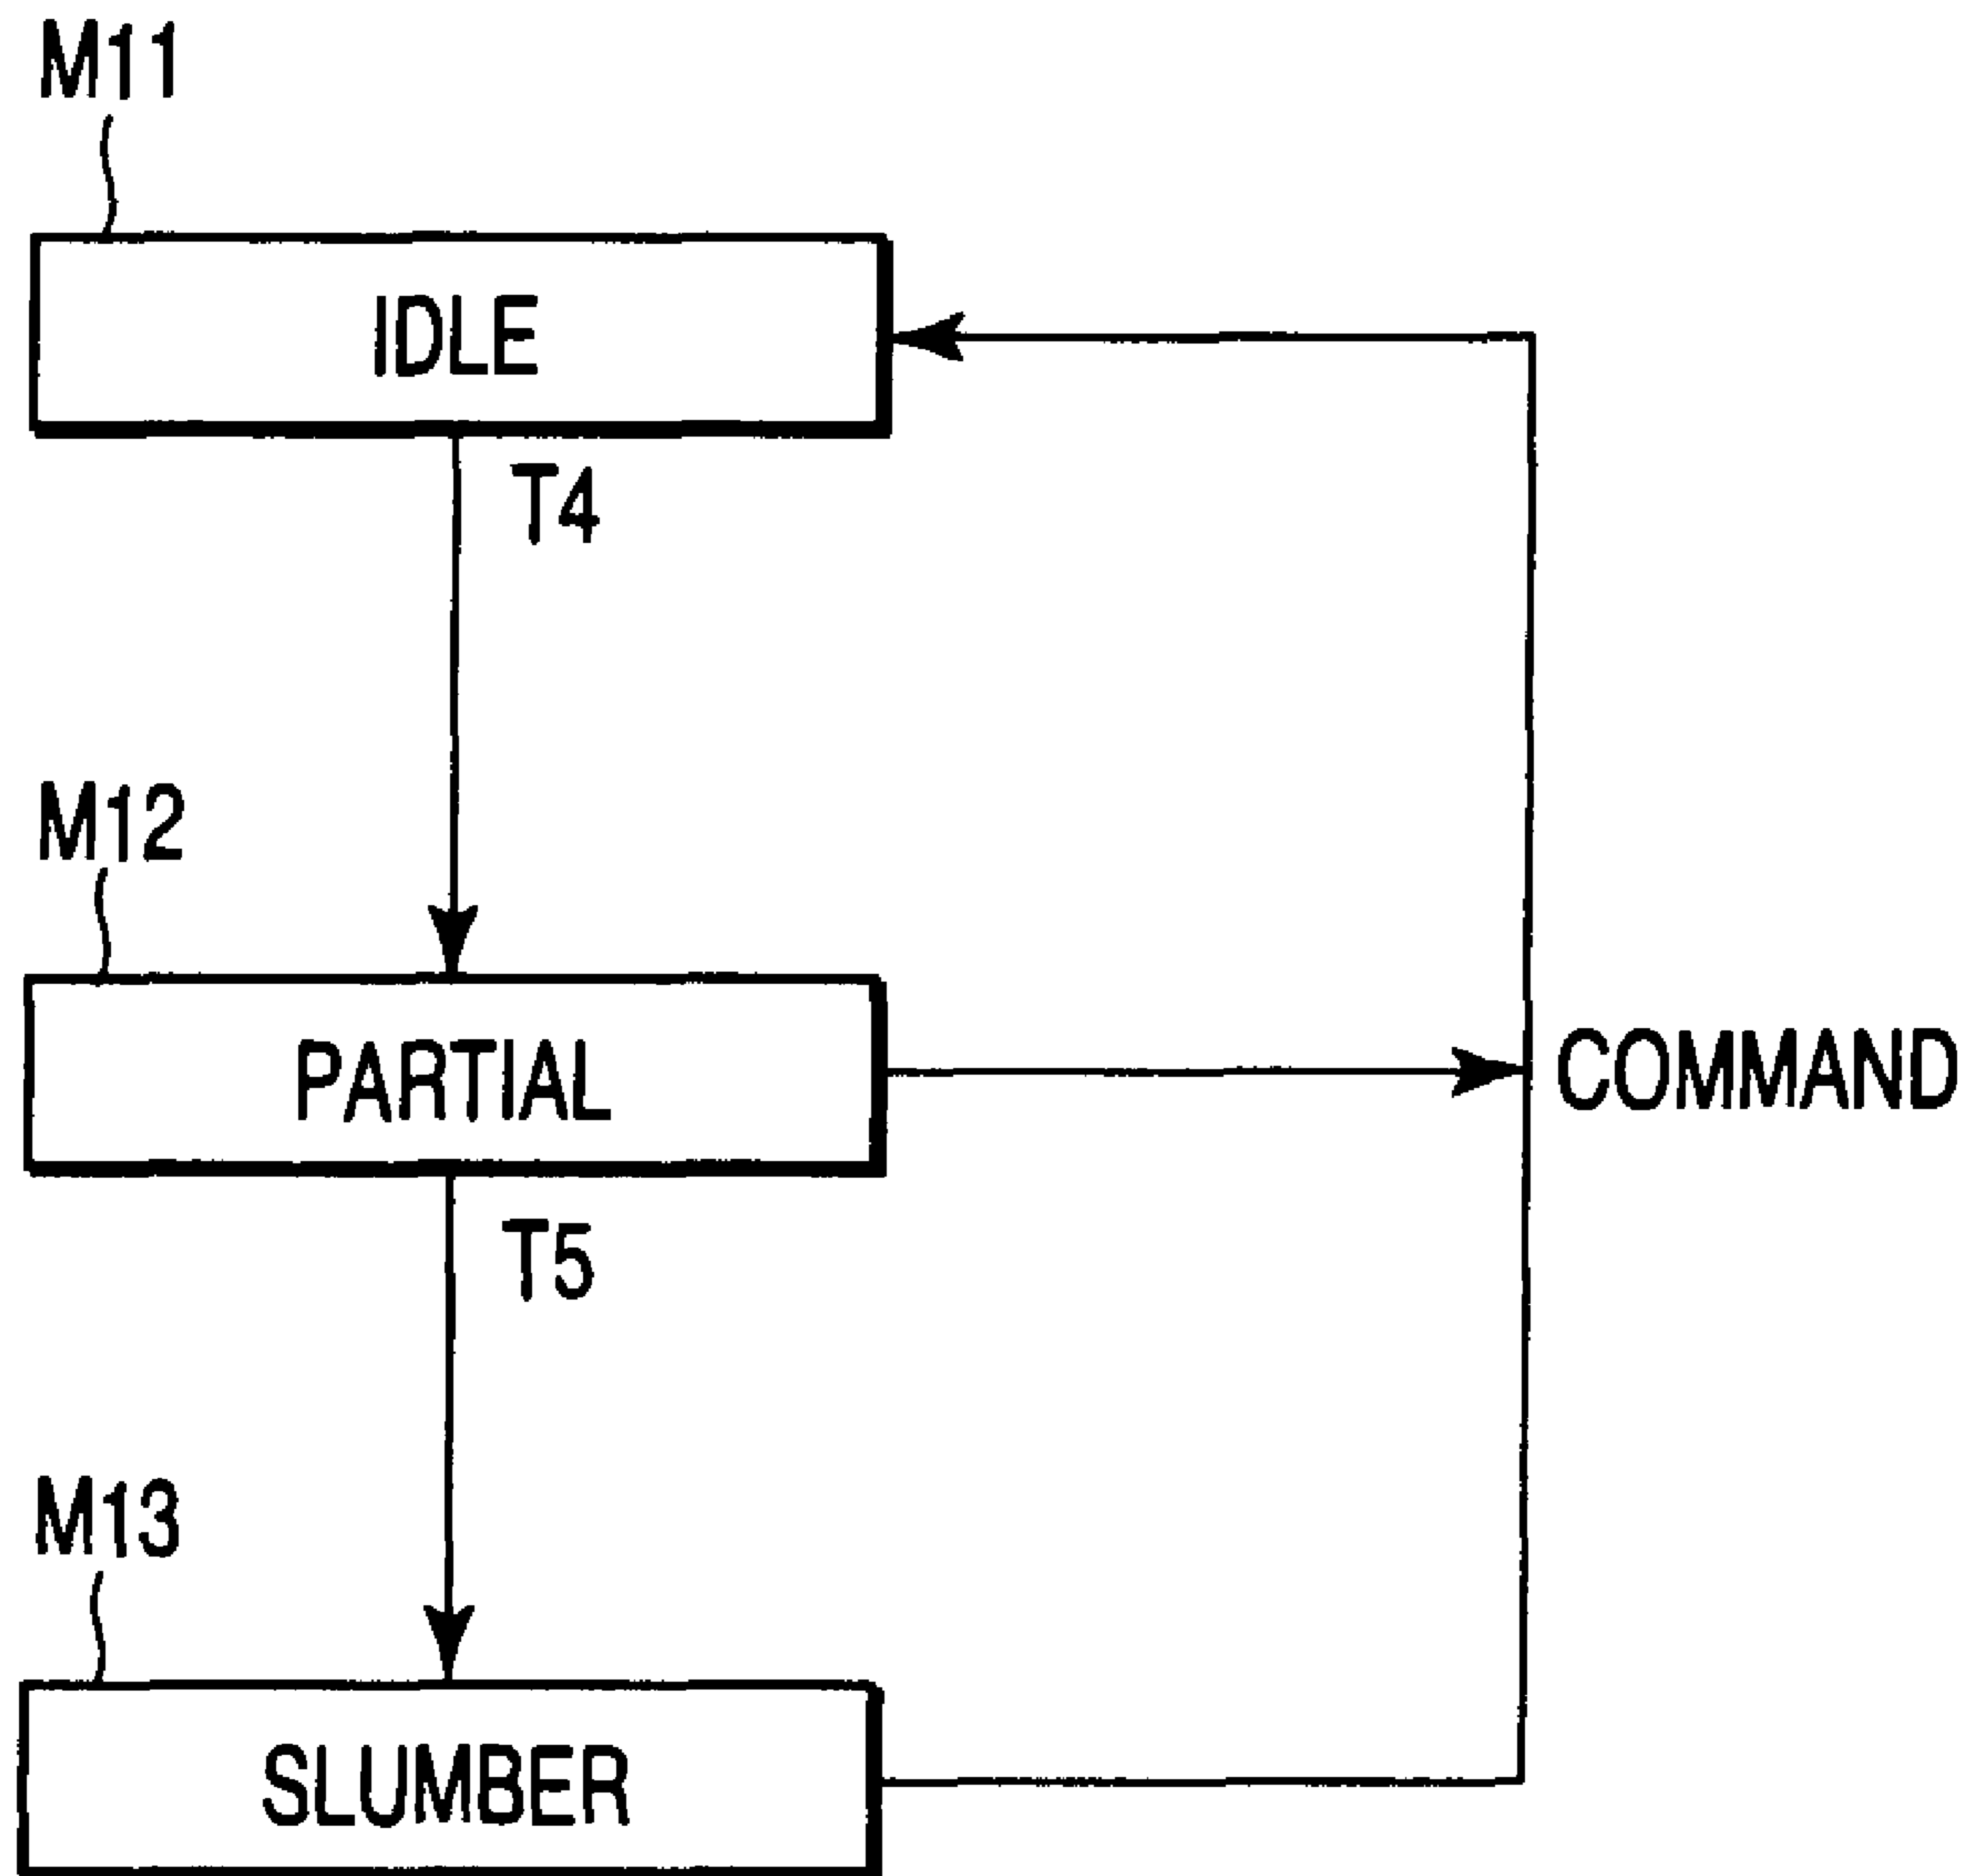 M11
IDLE
T4
M12
PARTIAL
COMMAND
T5
M13
SLUMBER